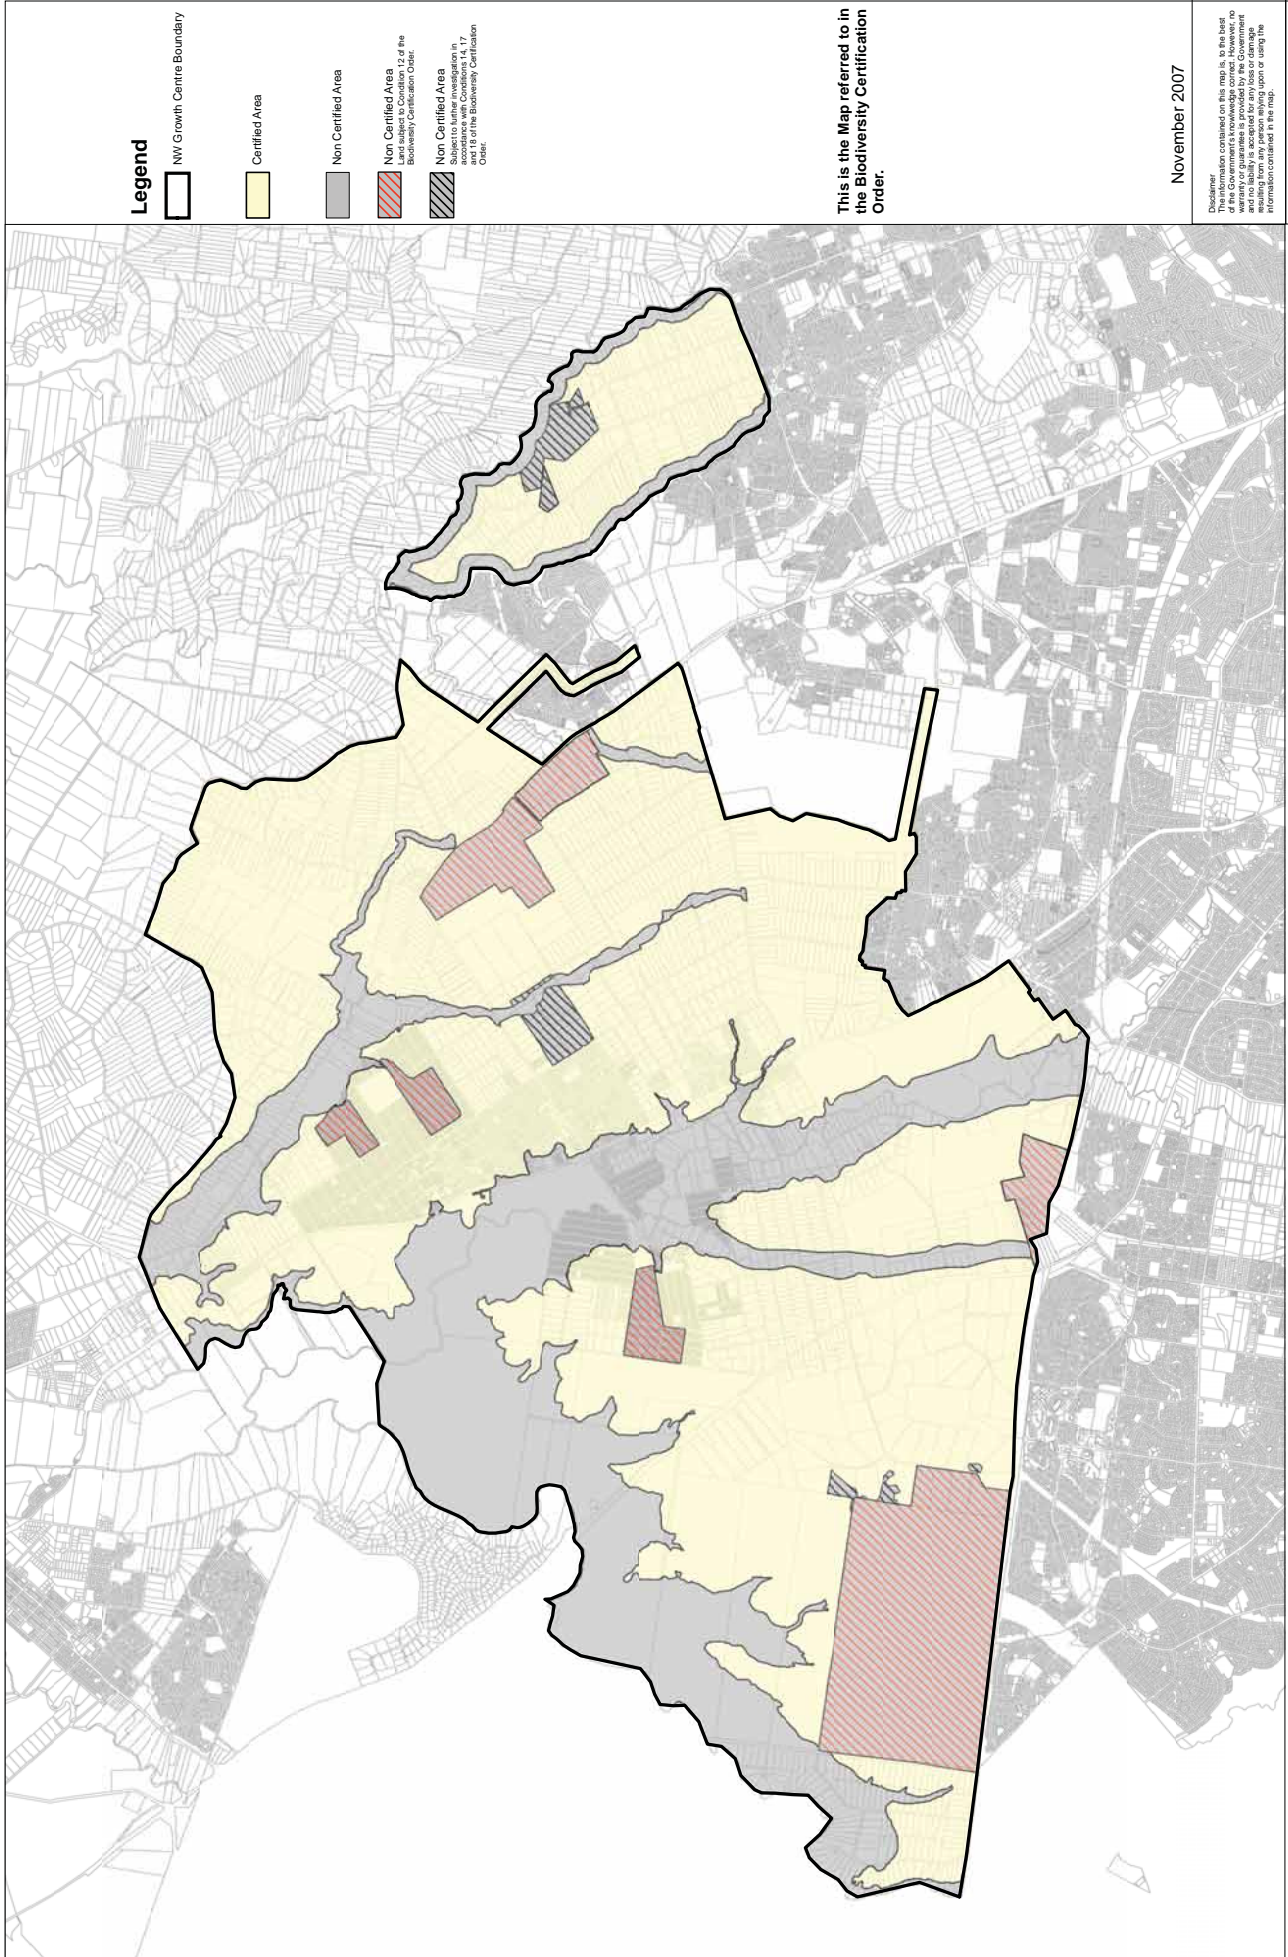 Legend
NW Growth Centre Boundary
Certified Area
Non Certified Area
Non Certified Area
Land subject to Condition 12 of the
Biodiversity Certification Order.
Non Certified Area
Subject to further investigation in
accordance with Conditions 14, 17
and 18 of the Biodiversity Certification
Order.
This is the Map referred to in
the Biodiversity Certification
Order.
November 2007
Disclaimer
The information contained on this map is, to the best
of the Government's knowledge correct. However, no
warranty or guarantee is provided by the Government
and no liability is accepted for any loss or damage
resulting from any person relying upon or using the
information contained in the map.